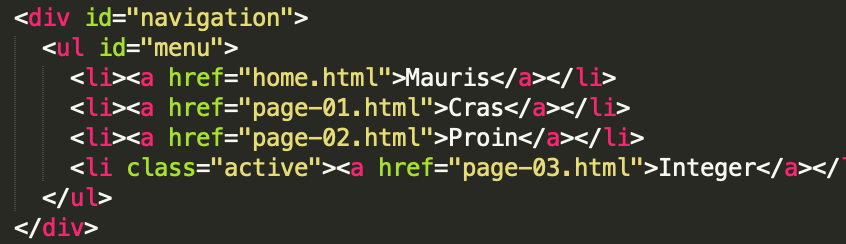 <div id="navigation">
<ul id="menu">
<li><a href="home.html">Mauris</a></li>
<li><a href="page-01.html">Cras</a></li>
<li><a href="page-02.html">Proin</a></li>
<li class="active"><a href="page-03.html">Integer</a></
</ul>
</div>